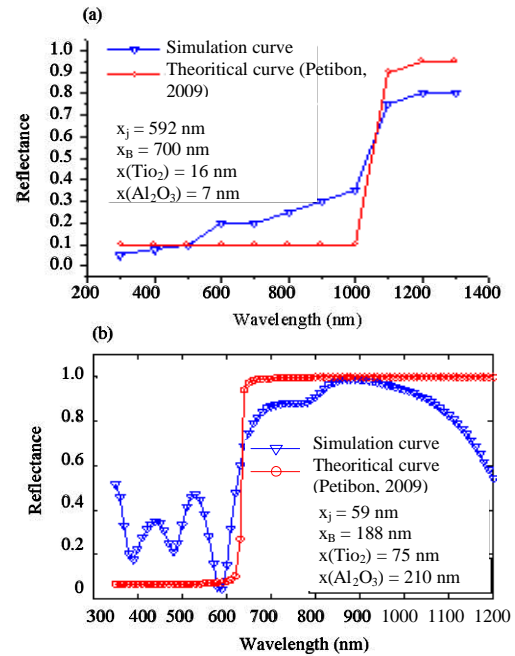 (a)
Simulation curve
Theoritical curve (Petibon,
2009)
x_j = 592 nm
x_B = 700 nm
x(Tio₂) = 16 nm
x(Al₂O₃) = 7 nm
Reflectance
1.0
0.9
0.8
0.7
0.6
0.5
0.4
0.3
0.2
0.1
0.0
200 400 600 800 1000 1200 1400
Wavelength (nm)
(b)
Simulation curve
Theoritical curve
(Petibon, 2009)
x_j = 59 nm
x_B = 188 nm
x(Tio₂) = 75 nm
x(Al₂O₃) = 210 nm
Reflectance
1.0
0.8
0.6
0.4
0.2
0
300 400 500 600 700 800 900 1000 1100 1200
Wavelength (nm)